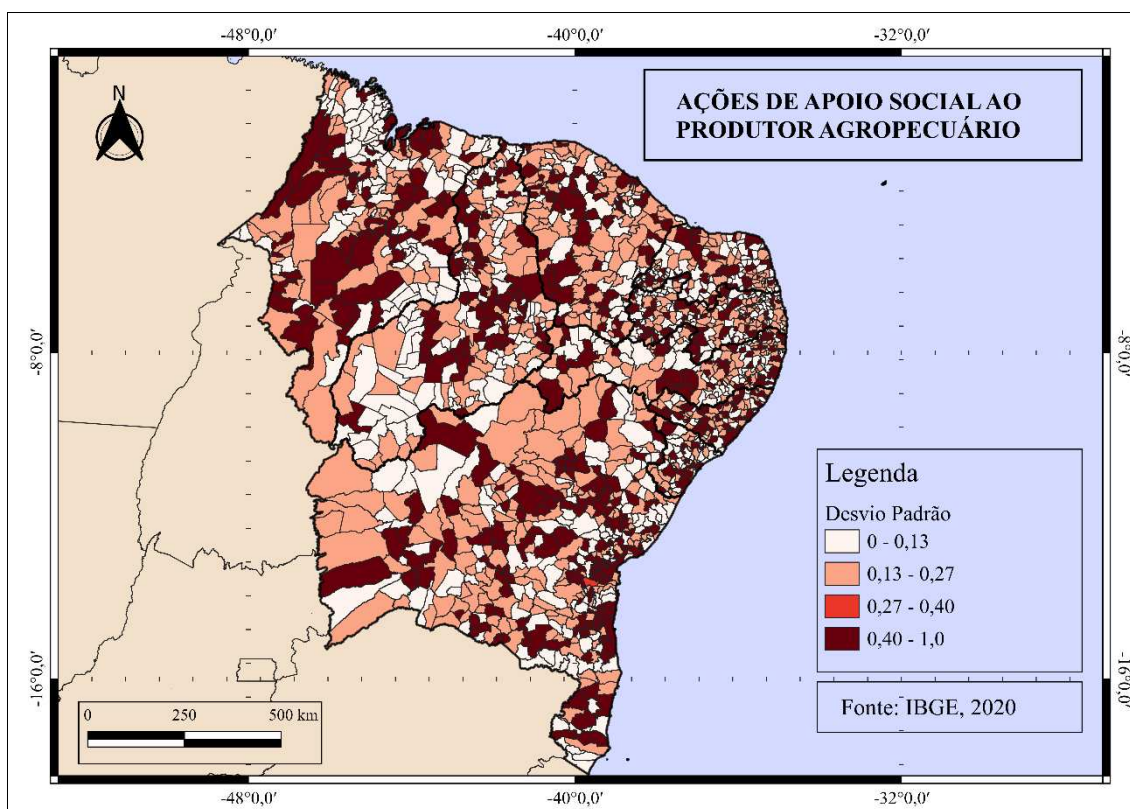 -48°0,0′ -40°0,0′ -32°0,0′
N
AÇÕES DE APOIO SOCIAL AO
PRODUTOR AGROPECUÁRIO
-8°0,0′ -8°0,0′
Legenda
Desvio Padrão
0 - 0,13
0,13 - 0,27
0,27 - 0,40
0,40 - 1,0
-16°0,0′ -16°0,0′
Fonte: IBGE, 2020
0 250 500 km
-48°0,0′ -40°0,0′ -32°0,0′